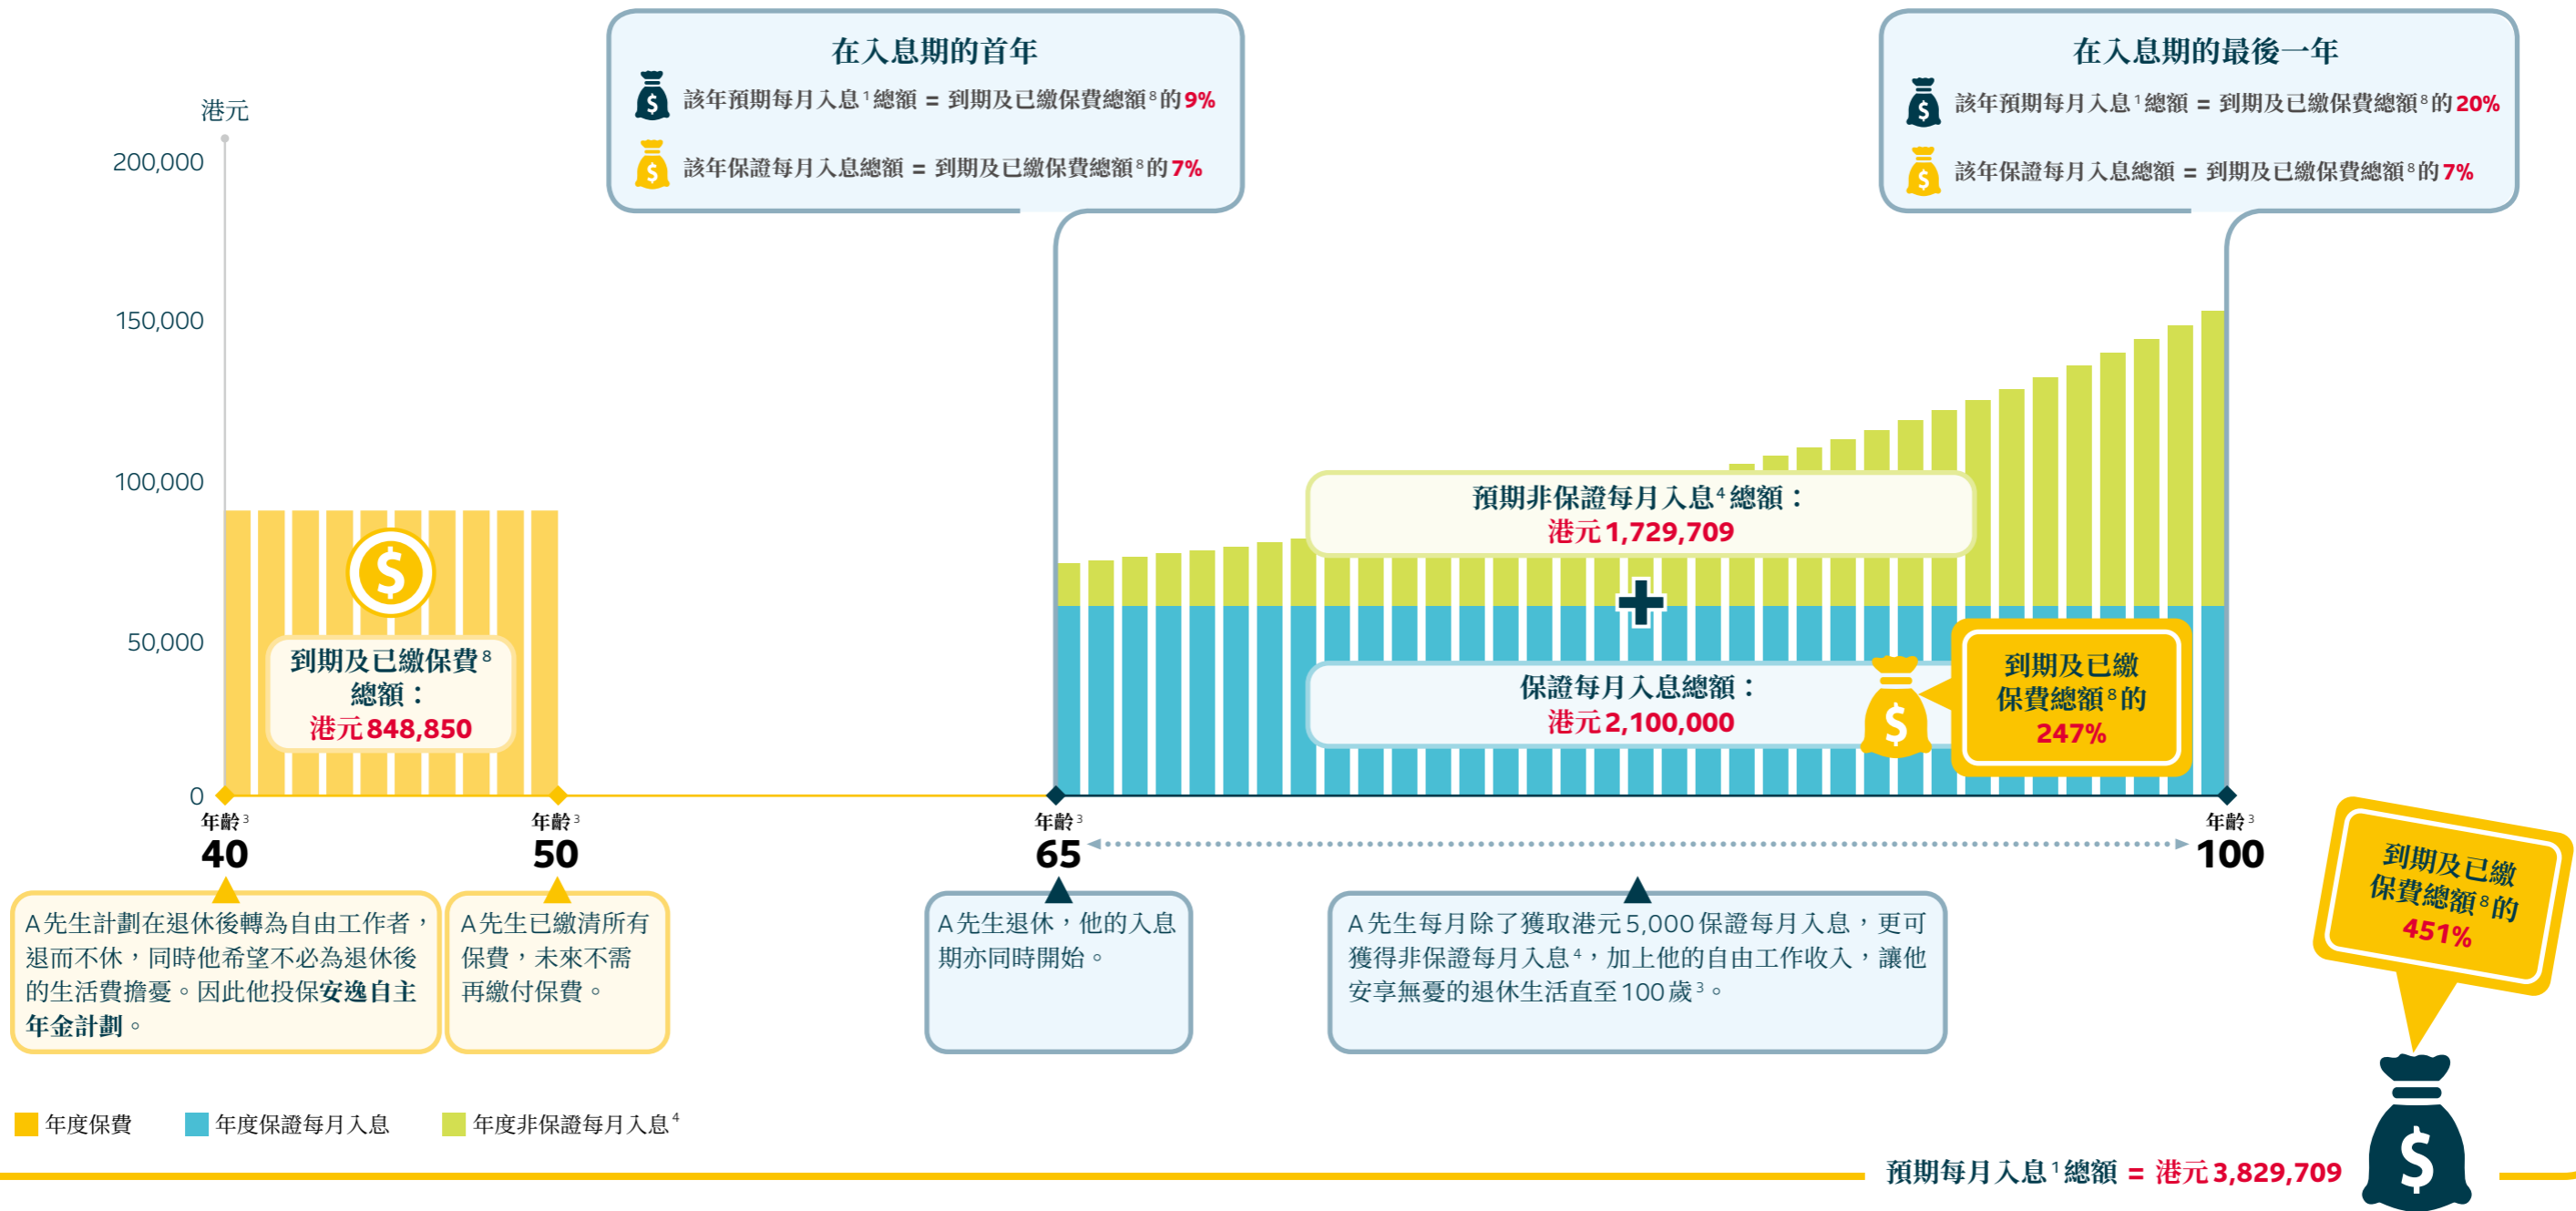 在入息期的首年
該年預期每月入息¹總額 = 到期及已繳保費總額⁸的9%
該年保證每月入息總額 = 到期及已繳保費總額⁸的7%
在入息期的最後一年
該年預期每月入息¹總額 = 到期及已繳保費總額⁸的20%
該年保證每月入息總額 = 到期及已繳保費總額⁸的7%
港元
200,000
150,000
100,000
50,000
0
$
到期及已繳保費⁸
總額：
港元848,850
預期非保證每月入息⁴總額：
港元1,729,709
保證每月入息總額：
港元2,100,000
$
到期及已繳
保費總額⁸的
247%
年齡³
40
年齡³
50
年齡³
65
年齡³
100
A先生計劃在退休後轉為自由工作者，
退而不休，同時他希望不必為退休後
的生活費擔憂。因此他投保安逸自主
年金計劃。
A先生已繳清所有
保費，未來不需
再繳付保費。
A先生退休，他的入息
期亦同時開始。
A先生每月除了獲取港元5,000保證每月入息，更可
獲得非保證每月入息⁴，加上他的自由工作收入，讓他
安享無憂的退休生活直至100歲³。
到期及已繳
保費總額⁸的
451%
$
年度保費
年度保證每月入息
年度非保證每月入息⁴
預期每月入息¹總額 = 港元3,829,709